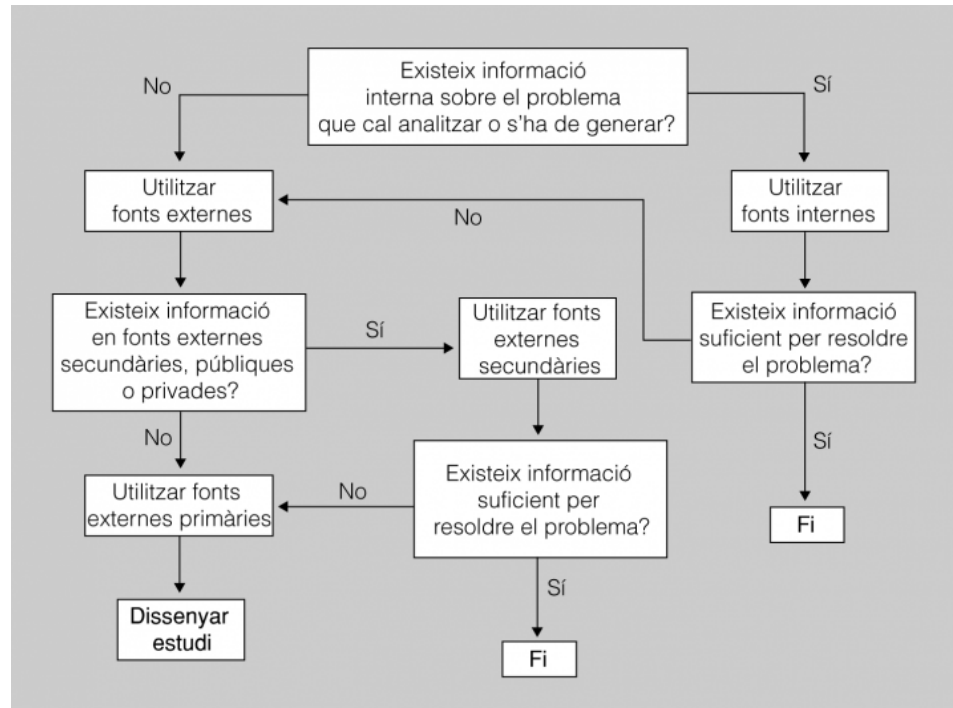 Existeix informació
interna sobre el problema
que cal analitzar o s'ha de generar?
No
Sí
Utilitzar
fonts externes
Utilitzar
fonts internes
No
Existeix informació
en fonts externes
secundàries, públiques
o privades?
Sí
Utilitzar fonts
externes
secundàries
Existeix informació
suficient per resoldre
el problema?
No
Sí
Utilitzar fonts
externes primàries
No
Existeix informació
suficient per
resoldre el problema?
Fi
Sí
Dissenyar
estudi
Fi